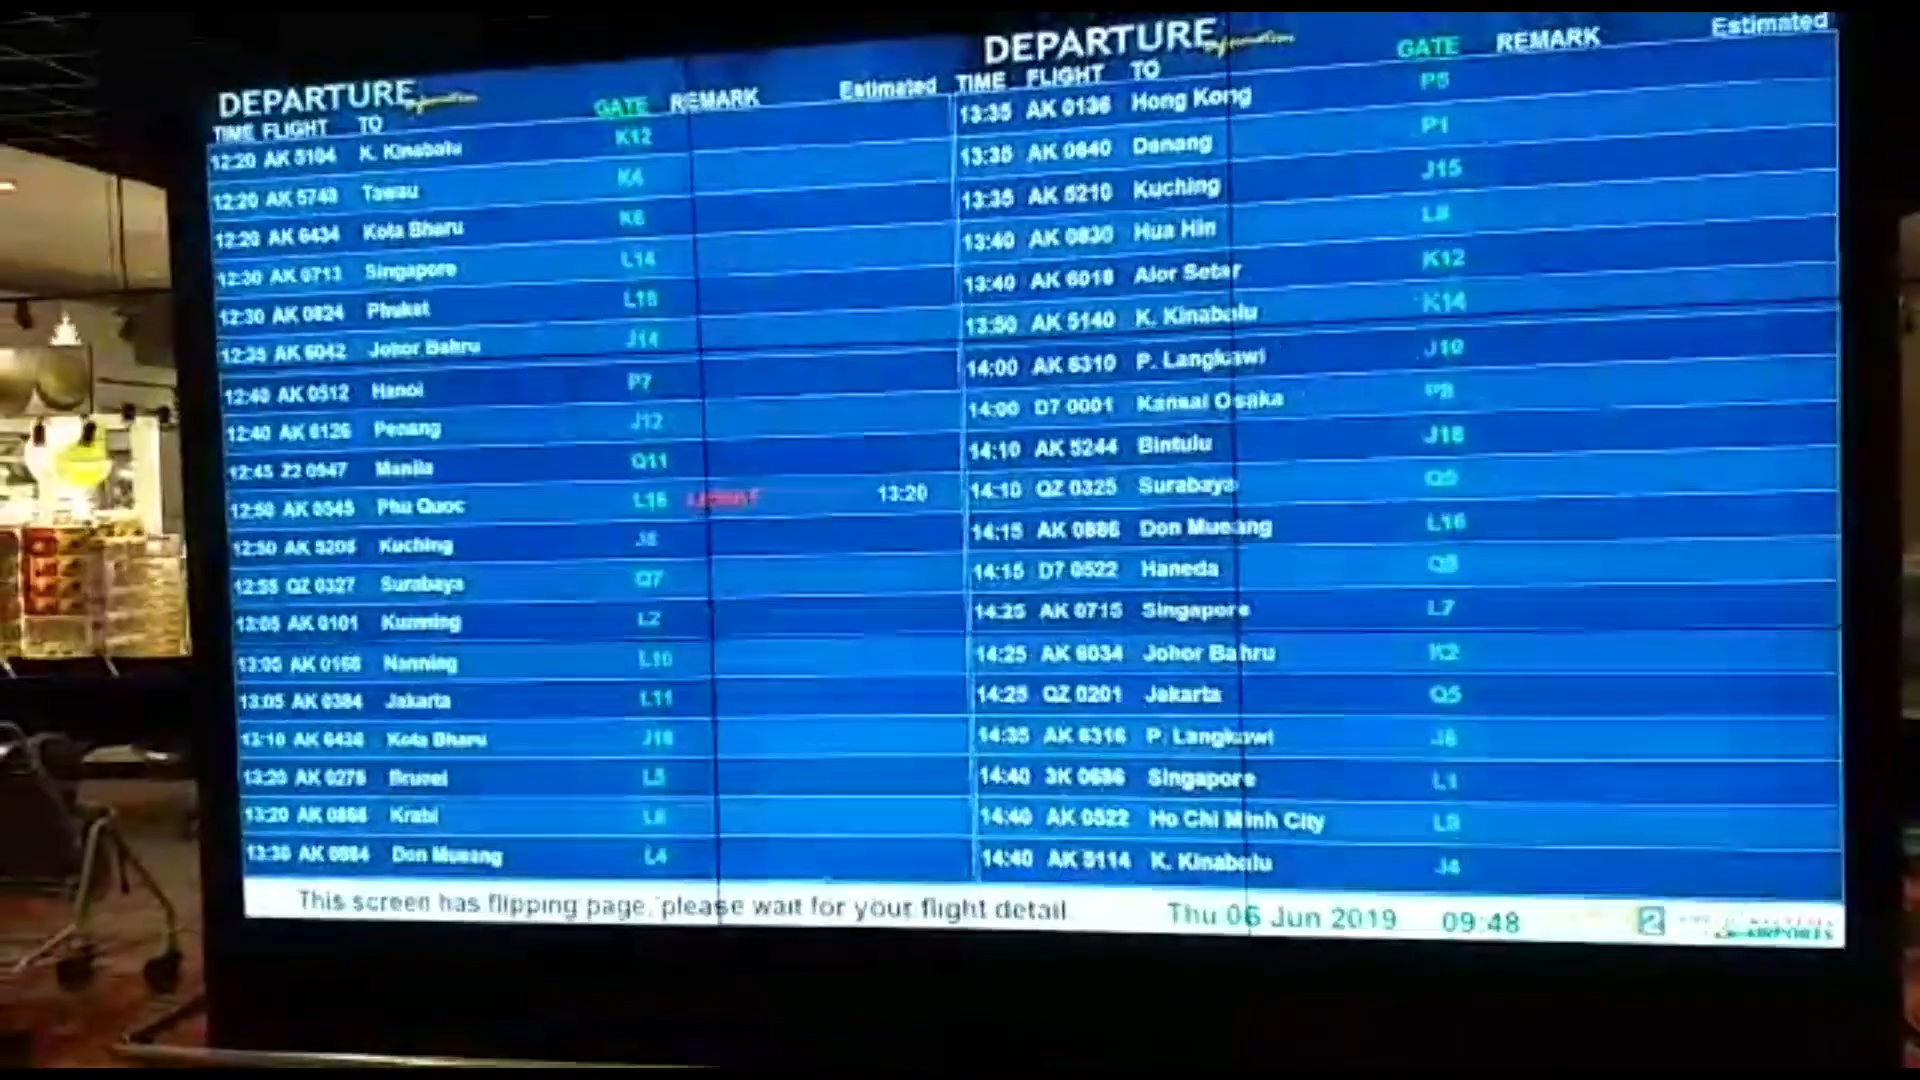 DEPARTURE
TIME FLIGHT TO GATE REMARK Estimated
12:20 AK 5104 K. Kinabalu K12
12:20 AK 5748 Tawau K4
12:20 AK 6434 Kota Bharu K6
12:30 AK 0713 Singapore L14
12:30 AK 0824 Phuket L18
12:35 AK 6042 Johor Bahru J14
12:40 AK 0512 Hanoi P7
12:40 AK 6126 Penang J12
12:45 Z2 0947 Manila Q11
12:50 AK 0545 Phu Quoc L16 13:20
12:50 AK 5205 Kuching
12:55 QZ 0327 Surabaya Q7
13:05 AK 0101 Kunming L2
13:05 AK 0168 Nanning L10
13:05 AK 0384 Jakarta L11
13:10 AK 6436 Kota Bharu
13:20 AK 0278 Brunei L5
13:20 AK Krabi
13:30 AK 0884 Don Mueang L4
DEPARTURE
TIME FLIGHT TO GATE REMARK Estimated
13:35 AK 0136 Hong Kong P5
13:35 AK 0640 Danang P1
13:35 AK 5210 Kuching J15
13:40 AK 0830 Hua Hin
13:40 AK 6018 Alor Setar K12
13:50 AK 5140 K. Kinabalu K14
14:00 AK 6310 P. Langkawi J10
14:00 D7 0001 Kansai Osaka
14:10 AK 5244 Bintulu
14:10 QZ 0325 Surabaya
14:15 AK 0886 Don Mueang L16
14:15 D7 0522 Haneda
14:25 AK 0715 Singapore L7
14:25 AK 6034 Johor Bahru K2
14:25 QZ 0201 Jakarta Q5
14:35 AK 6316 P. Langkawi
14:40 3K 0686 Singapore L1
14:40 AK 0522 Ho Chi Minh City
14:40 AK 5114 K. Kinabalu J4
This screen has flipping page, please wait for your flight detail. Thu 06 Jun 2019 09:48 2
AIRPORTS